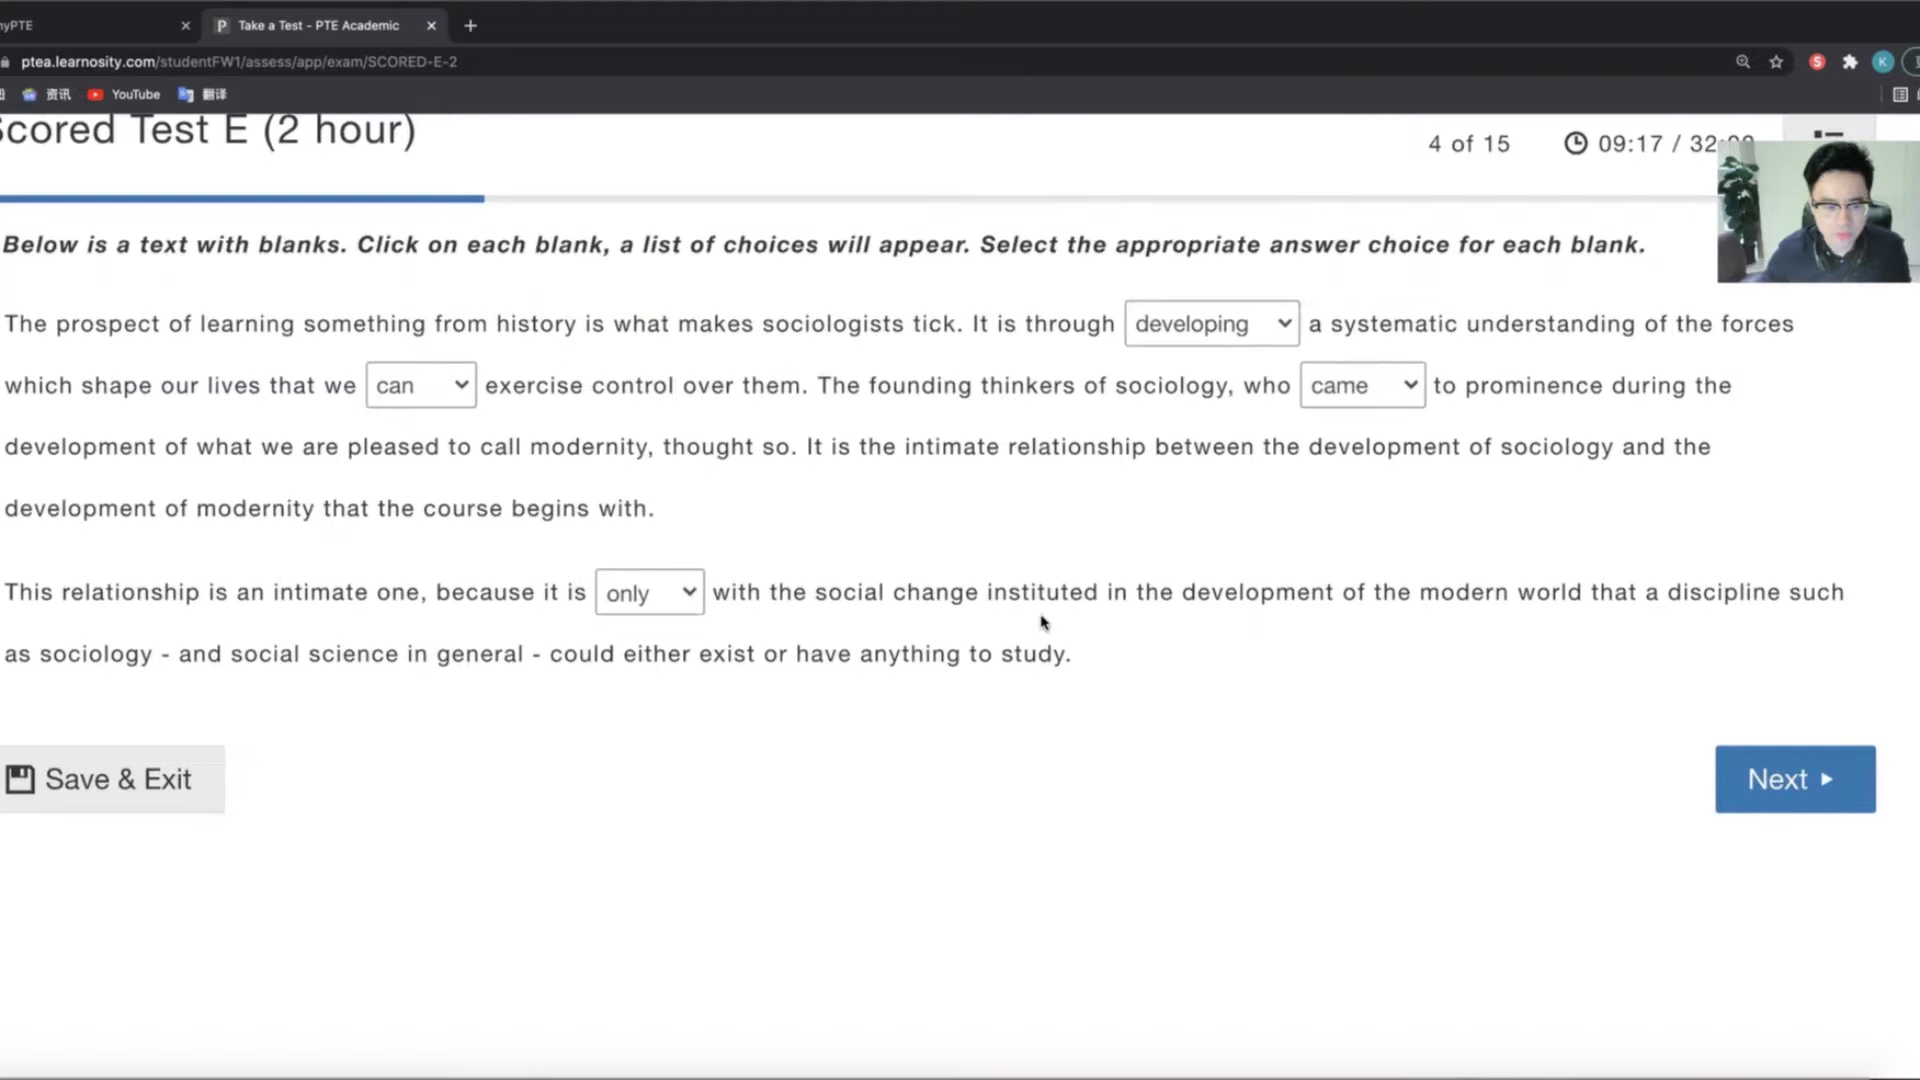 nyPTE
Take a Test - PTE Academic
ptea.learnosity.com/studentFW1/assess/app/exam/SCORED-E-2
S
K
资讯 YouTube 翻译
Scored Test E (2 hour)
4 of 15 09:17 / 32:
Below is a text with blanks. Click on each blank, a list of choices will appear. Select the appropriate answer choice for each blank.
The prospect of learning something from history is what makes sociologists tick. It is through developing a systematic understanding of the forces
which shape our lives that we can exercise control over them. The founding thinkers of sociology, who came to prominence during the
development of what we are pleased to call modernity, thought so. It is the intimate relationship between the development of sociology and the
development of modernity that the course begins with.
This relationship is an intimate one, because it is only with the social change instituted in the development of the modern world that a discipline such
as sociology - and social science in general - could either exist or have anything to study.
Save & Exit
Next